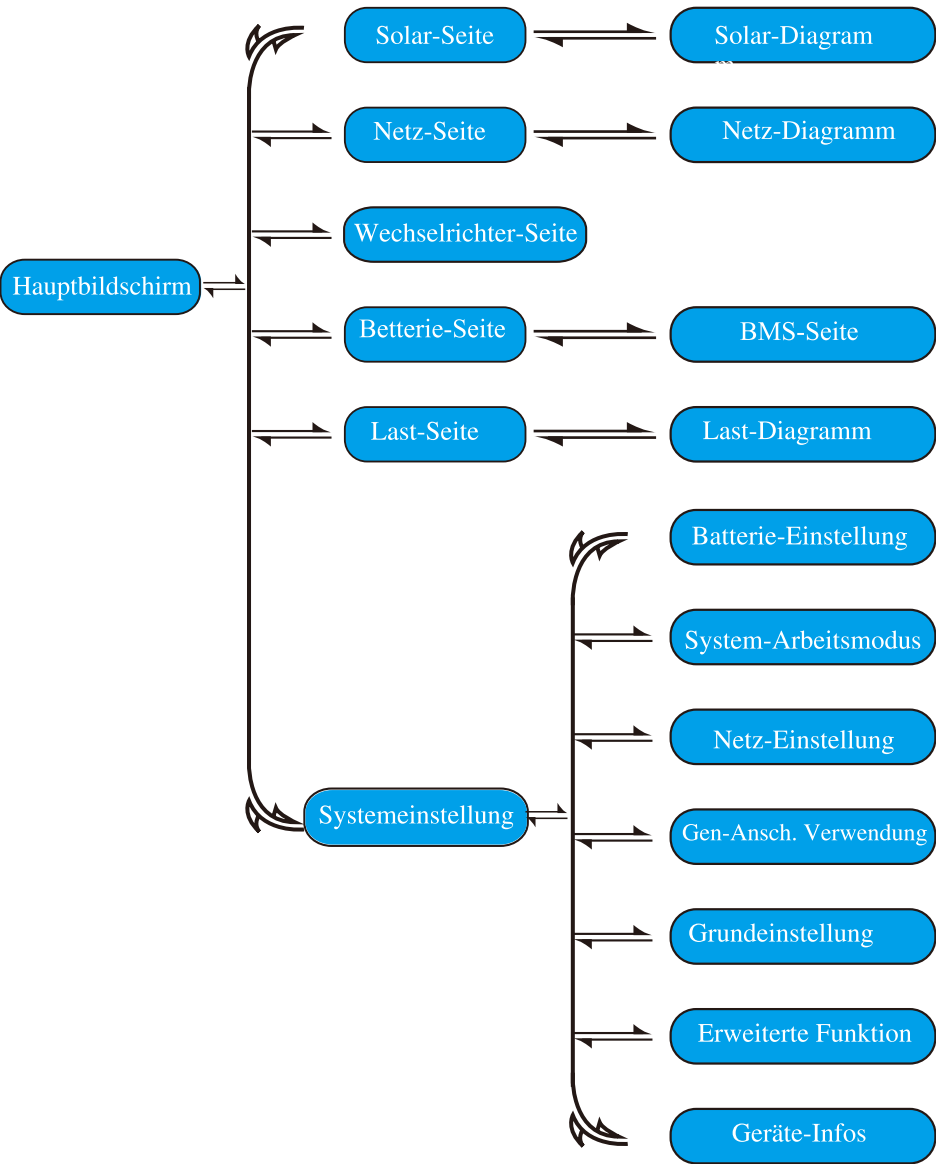 Solar-Seite
Solar-Diagram
m
Netz-Seite
Netz-Diagramm
Wechselrichter-Seite
Hauptbildschirm
Betterie-Seite
BMS-Seite
Last-Seite
Last-Diagramm
Batterie-Einstellung
System-Arbeitsmodus
Netz-Einstellung
Systemeinstellung
Gen-Ansch. Verwendung
Grundeinstellung
Erweiterte Funktion
Geräte-Infos